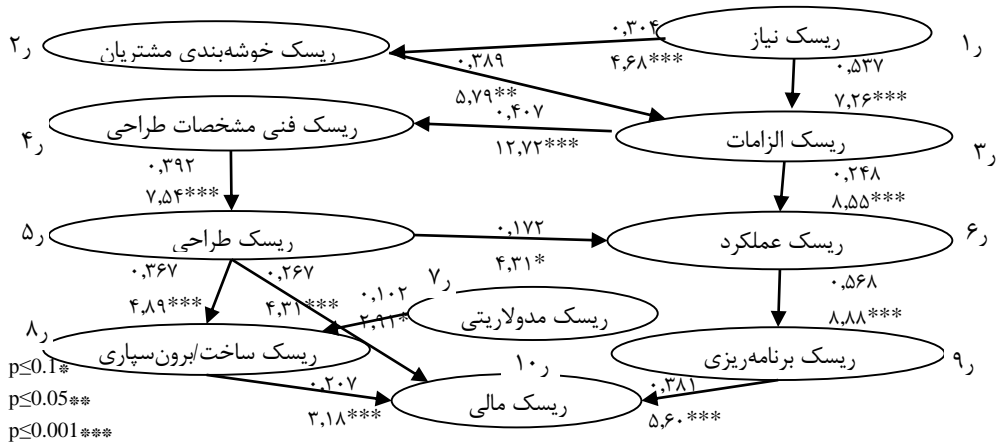 ر۱
ریسک نیاز
۰,۳۰۴
۴,۶۸***
ر۲
ریسک خوشه‌بندی مشتریان
۰,۵۳۷
۷,۲۶***
۰,۳۸۹
۵,۷۹**
ر۳
ریسک الزامات
۰,۴۰۷
۱۲,۷۲***
ر۴
ریسک فنی مشخصات طراحی
۰,۲۴۸
۸,۵۵***
۰,۳۹۲
۷,۵۴***
ر۵
ریسک طراحی
۰,۱۷۲
۴,۳۱*
ر۶
ریسک عملکرد
۰,۵۶۸
۸,۸۸***
۰,۳۶۷
۴,۸۹***
۰,۲۶۷
۴,۳۱***
ر۷
ریسک مدولاریتی
۰,۱۰۲
۲,۹۱*
ر۸
ریسک ساخت/برون‌سپاری
ر۹
ریسک برنامه‌ریزی
۰,۲۰۷
۳,۱۸***
ر۱۰
ریسک مالی
۰,۳۸۱
۵,۶۰***
p≤0.1*
p≤0.05**
p≤0.001***